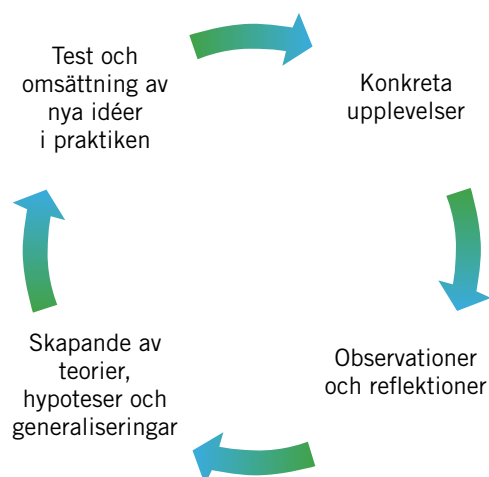 Test och
omsättning av
nya idéer
i praktiken
Konkreta
upplevelser
Observationer
och reflektioner
Skapande av
teorier,
hypoteser och
generaliseringar